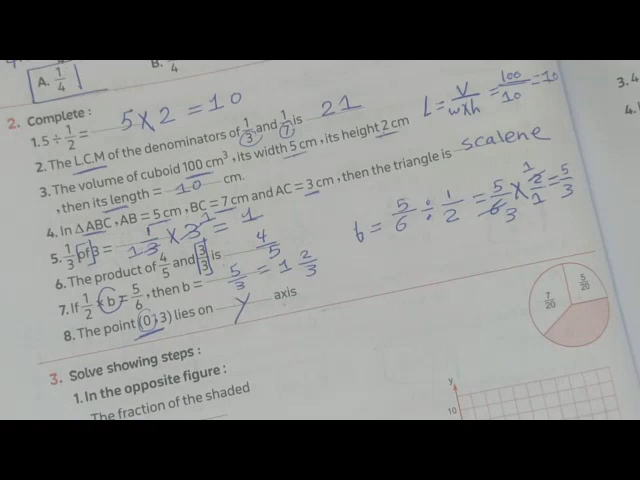 A. 1/4
B. /4
2. Complete :
1. 5 ÷ 1/2 = 5 x 2 = 10
2. The L.C.M of the denominators of 1/3 and 1/7 is 21
3. The volume of cuboid 100 cm³ , its width 5 cm , its height 2 cm
, then its length = 10 cm.
L = V/w×h = 100/10 = 10
4. In △ABC, AB = 5 cm , BC = 7 cm and AC = 3 cm , then the triangle is scalene
5. 1/3 of 3 = 1/13 x 3 1 = 1
6. The product of 4/5 and 3/3 is 4/5
7. If 1/2 × b = 5/6 , then b = 5/3 = 1 2/3
b = 5/6 ÷ 1/2 = 5/6 3 x 1 2/1 = 5/3
8. The point (0, 3) lies on y axis
3. Solve showing steps :
1. In the opposite figure :
The fraction of the shaded
7/20
5/20
y
10
3. 4
4. M